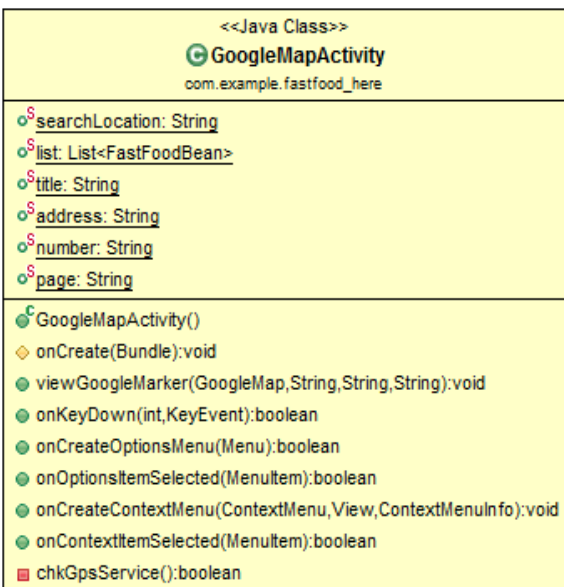 <<Java Class>>
GoogleMapActivity
com.example.fastfood_here
searchLocation: String
list: List<FastFoodBean>
title: String
address: String
number: String
page: String
GoogleMapActivity()
onCreate(Bundle):void
viewGoogleMarker(GoogleMap,String,String,String):void
onKeyDown(int,KeyEvent):boolean
onCreateOptionsMenu(Menu):boolean
onOptionsItemSelected(MenuItem):boolean
onCreateContextMenu(ContextMenu,View,ContextMenuInfo):void
onContextItemSelected(MenuItem):boolean
chkGpsService():boolean